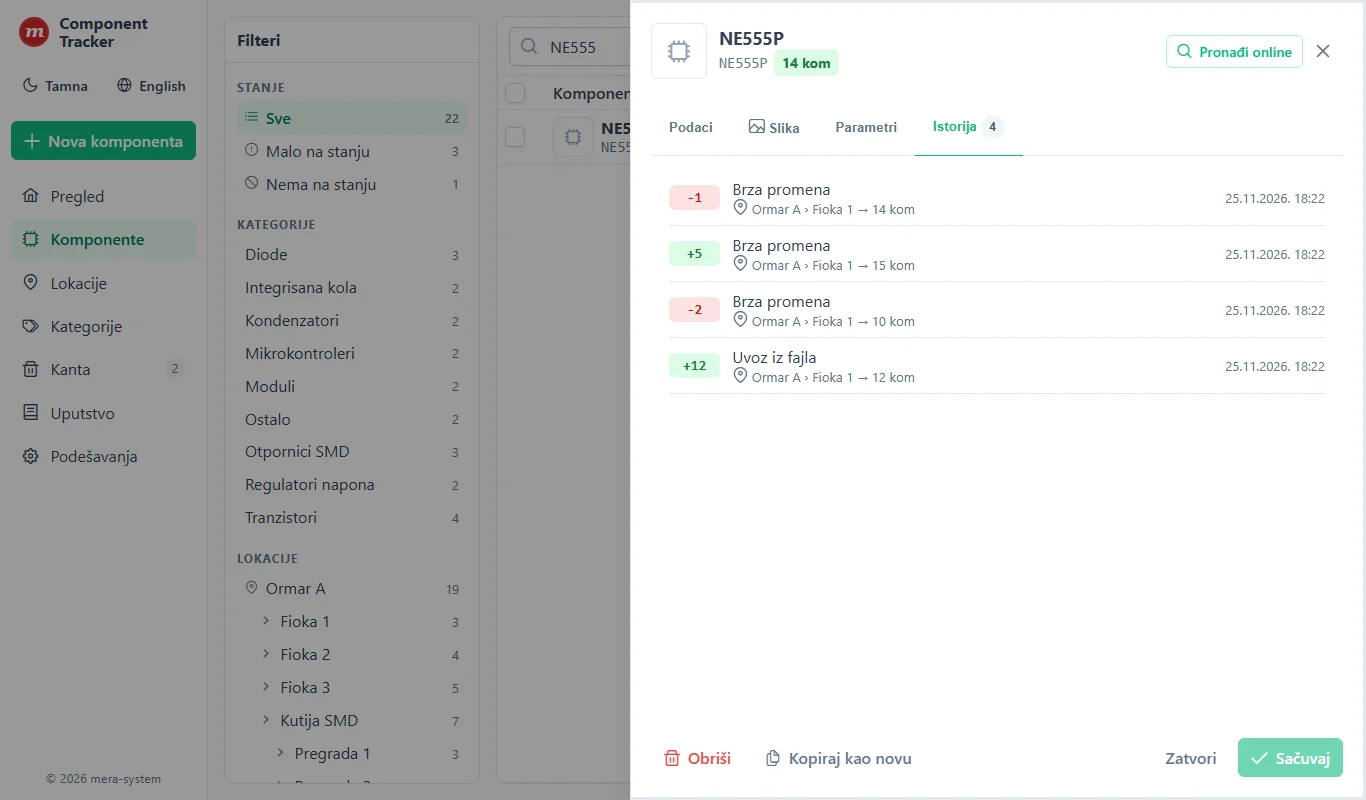 m
Component
Tracker
Tamna
English
Nova komponenta
Pregled
Komponente
Lokacije
Kategorije
Kanta 2
Uputstvo
Podešavanja
© 2026 mera-system
Filteri
STANJE
Sve 22
Malo na stanju 3
Nema na stanju 1
KATEGORIJE
Diode 3
Integrisana kola 2
Kondenzatori 2
Mikrokontroleri 2
Moduli 2
Ostalo 2
Otpornici SMD 3
Regulatori napona 2
Tranzistori 4
LOKACIJE
Ormar A 19
Fioka 1 3
Fioka 2 4
Fioka 3 5
Kutija SMD 7
Pregrada 1 3
NE555
Komponen
NE5
NE55
NE555P
NE555P 14 kom
Pronađi online
Podaci
Slika
Parametri
Istorija 4
-1 Brza promena 25.11.2026. 18:22
Ormar A › Fioka 1 → 14 kom
+5 Brza promena 25.11.2026. 18:22
Ormar A › Fioka 1 → 15 kom
-2 Brza promena 25.11.2026. 18:22
Ormar A › Fioka 1 → 10 kom
+12 Uvoz iz fajla 25.11.2026. 18:22
Ormar A › Fioka 1 → 12 kom
Obriši
Kopiraj kao novu
Zatvori
Sačuvaj